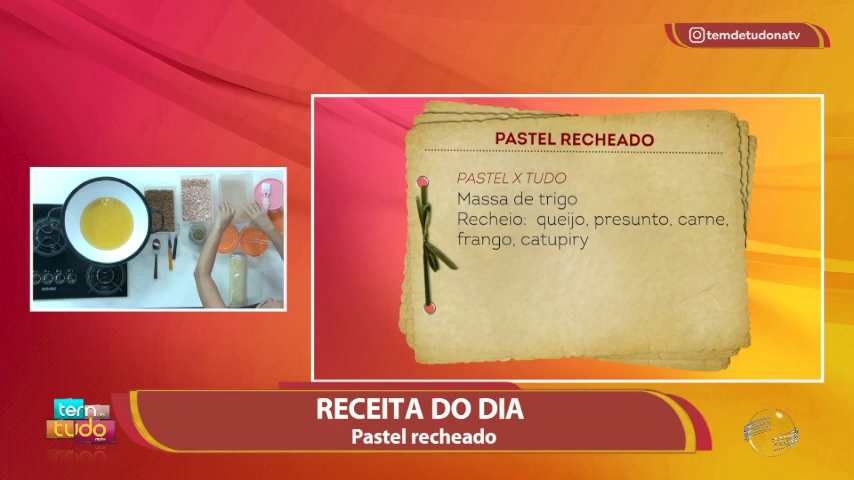 temdetudonatv
PASTEL RECHEADO
PASTEL X TUDO
Massa de trigo
Recheio: queijo, presunto, carne,
frango, catupiry
RECEITA DO DIA
Pastel recheado
tem de
tudo